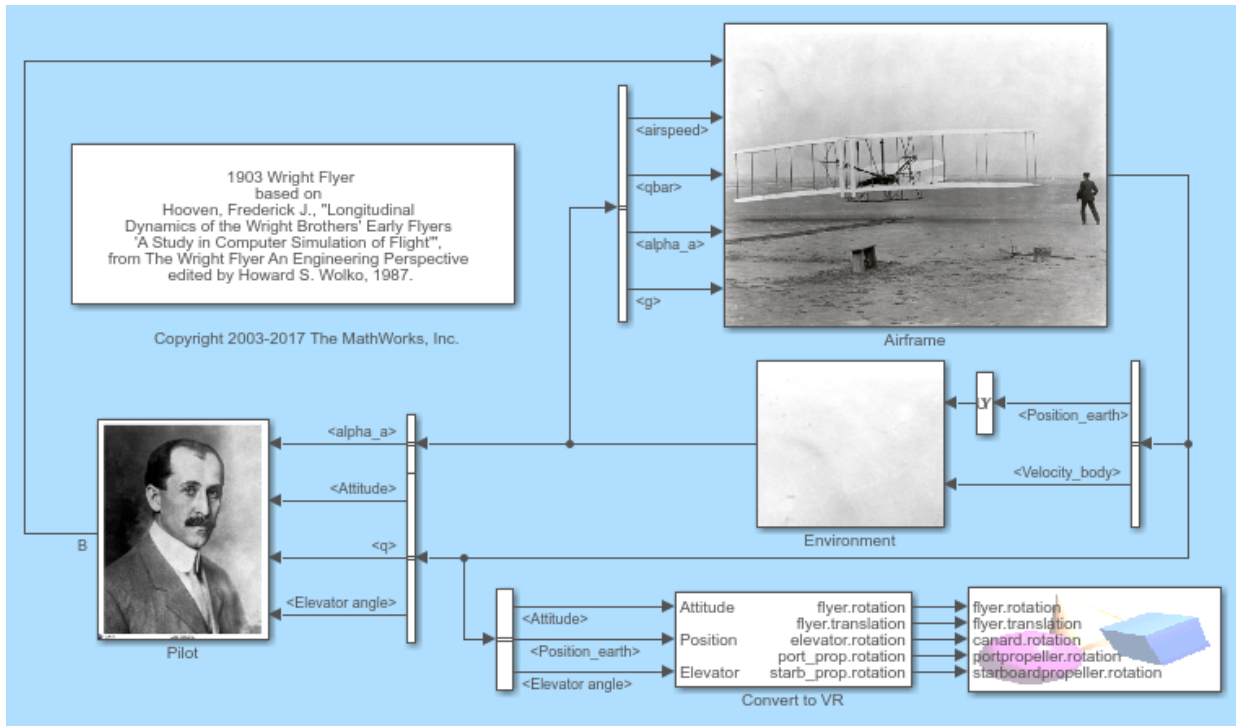 <airspeed>
<qbar>
<alpha_a>
<g>
Airframe
1903 Wright Flyer
based on
Hooven, Frederick J., "Longitudinal
Dynamics of the Wright Brothers' Early Flyers
'A Study in Computer Simulation of Flight'",
from The Wright Flyer An Engineering Perspective
edited by Howard S. Wolko, 1987.
Copyright 2003-2017 The MathWorks, Inc.
<Position_earth>
<Velocity_body>
Environment
<alpha_a>
<Attitude>
<q>
<Elevator angle>
B
Pilot
<Attitude>
<Position_earth>
<Elevator angle>
Attitude
Position
Elevator
flyer.rotation
flyer.translation
elevator.rotation
port_prop.rotation
starb_prop.rotation
Convert to VR
flyer.rotation
flyer.translation
canard.rotation
portpropeller.rotation
starboardpropeller.rotation